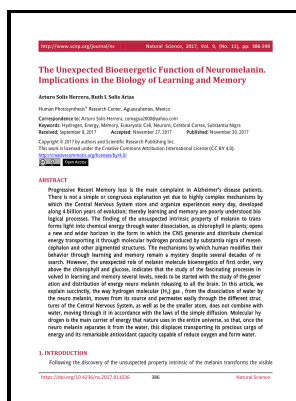 http://www.scirp.org/journal/ns Natural Science, 2017, Vol. 9, (No. 11), pp: 386-398
The Unexpected Bioenergetic Function of Neuromelanin.
Implications in the Biology of Learning and Memory
Arturo Solís Herrera, Ruth I. Solís Arias
Human Photosynthesis® Research Center, Aguascalientes, Mexico
Correspondence to: Arturo Solís Herrera, comagua2000@yahoo.com
Keywords: Hydrogen, Energy, Memory, Eukaryotic Cell, Neuron, Cerebral Cortex, Substantia Nigra
Received: September 8, 2017 Accepted: November 27, 2017 Published: November 30, 2017
Copyright © 2017 by authors and Scientific Research Publishing Inc.
This work is licensed under the Creative Commons Attribution International License (CC BY 4.0).
http://creativecommons.org/licenses/by/4.0/
Open Access
ABSTRACT
Progressive Recent Memory loss is the main complaint in Alzheimer's disease patients.
There is not a simple or congruous explanation yet due to highly complex mechanisms by
which the Central Nervous System store and organize experiences every day, developed
along 4 billion years of evolution; thereby learning and memory are poorly understood bio
logical processes. The finding of the unsuspected intrinsic property of melanin to trans
forms light into chemical energy through water dissociation, as chlorophyll in plants; opens
a new and wider horizon in the form in which the CNS generate and distribute chemical
energy transporting it through molecular hydrogen produced by substantia nigra of mesen
cephalon and other pigmented structures. The mechanisms by which human modifies their
behavior through learning and memory remain a mystery despite several decades of re
search. However, the unexpected role of melanin molecule bioenergetics of first order, very
above the chlorophyll and glucose, indicates that the study of the fascinating processes in
volved in learning and memory several levels, needs to be started with the study of the gener
ation and distribution of energy neuro melanin releasing to all the brain. In this article, we
explain succinctly, the way hydrogen molecular (H₂) gas, from the dissociation of water by
the neuro melanin, moves from its source and permeates easily through the different struc
tures of the Central Nervous System, as well as being the smaller atom, does not combine with
water, moving through it in accordance with the laws of the simple diffusion. Molecular hy
drogen is the main carrier of energy that nature uses in the entire universe, so that, once the
neuro melanin separates it from the water, this displaces transporting its precious cargo of
energy and its remarkable antioxidant capacity capable of reduce oxygen and form water.
1. INTRODUCTION
Following the discovery of the unsuspected property intrinsic of the melanin transforms the visible
https://doi.org/10.4236/ns.2017.911036 386 Natural Science